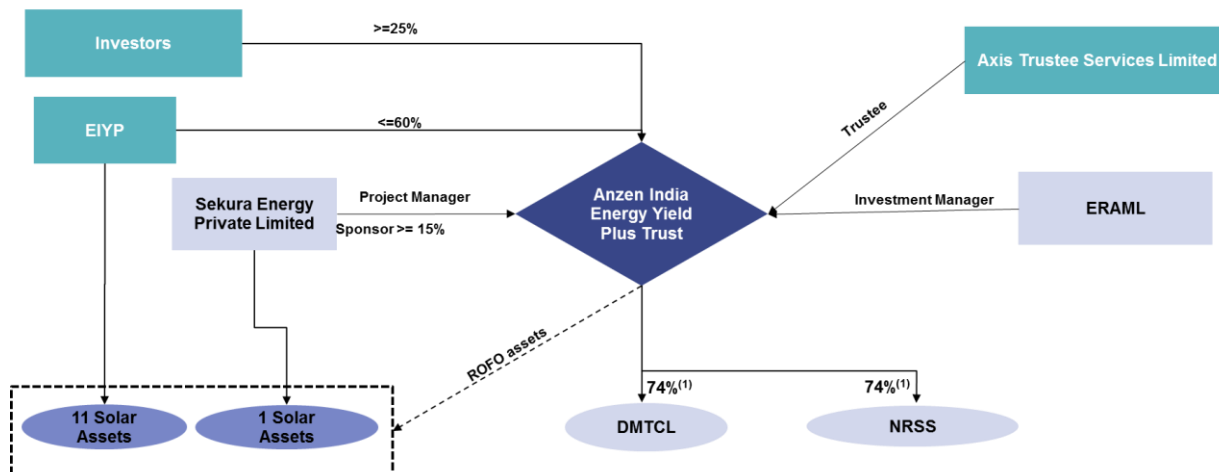 >=25%
Investors
Axis Trustee Services Limited
EIYP
<=60%
Trustee
Sekura Energy
Private Limited
Project Manager
Sponsor >= 15%
Anzen India
Energy Yield
Plus Trust
Investment Manager
ERAML
ROFO assets
74%(1)
74%(1)
11 Solar
Assets
1 Solar
Assets
DMTCL
NRSS